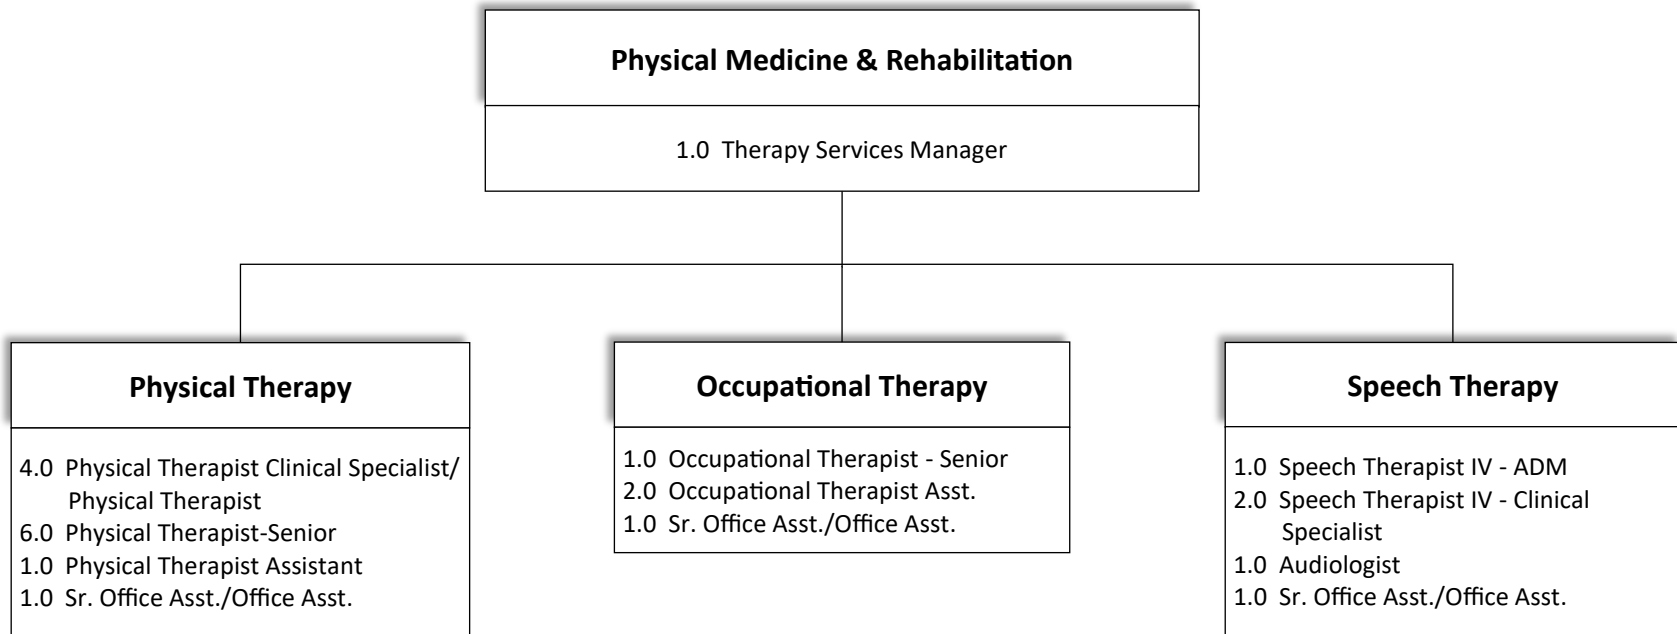 Physical Medicine & Rehabilitation
1.0 Therapy Services Manager
Physical Therapy
4.0 Physical Therapist Clinical Specialist/
Physical Therapist
6.0 Physical Therapist-Senior
1.0 Physical Therapist Assistant
1.0 Sr. Office Asst./Office Asst.
Occupational Therapy
1.0 Occupational Therapist - Senior
2.0 Occupational Therapist Asst.
1.0 Sr. Office Asst./Office Asst.
Speech Therapy
1.0 Speech Therapist IV - ADM
2.0 Speech Therapist IV - Clinical
Specialist
1.0 Audiologist
1.0 Sr. Office Asst./Office Asst.